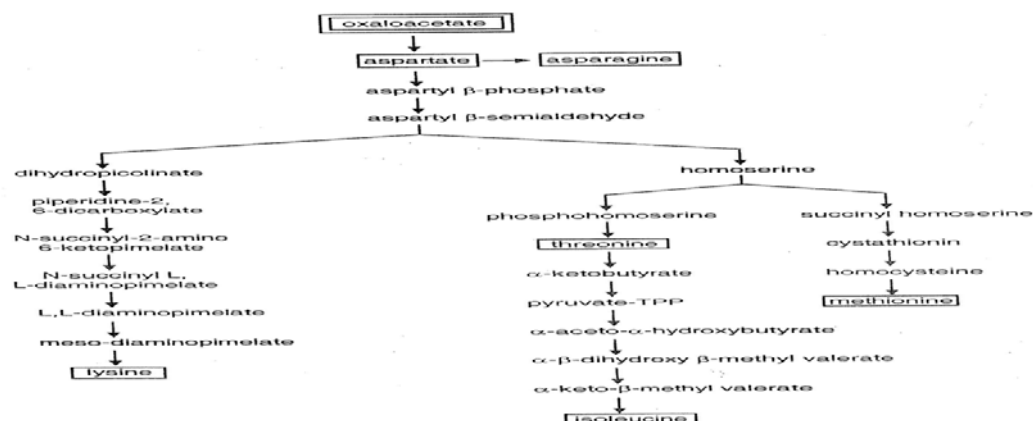 oxaloacetate
aspartate
asparagine
aspartyl β-phosphate
aspartyl β-semialdehyde
dihydropicolinate
piperidine-2,
6-dicarboxylate
N-succinyl-2-amino
6-ketopimelate
N-succinyl L,
L-diaminopimelate
L,L-diaminopimelate
meso-diaminopimelate
lysine
homoserine
phosphohomoserine
threonine
α-ketobutyrate
pyruvate-TPP
α-aceto-α-hydroxybutyrate
α-β-dihydroxy β-methyl valerate
α-keto-β-methyl valerate
isoleucine
succinyl homoserine
cystathionin
homocysteine
methionine